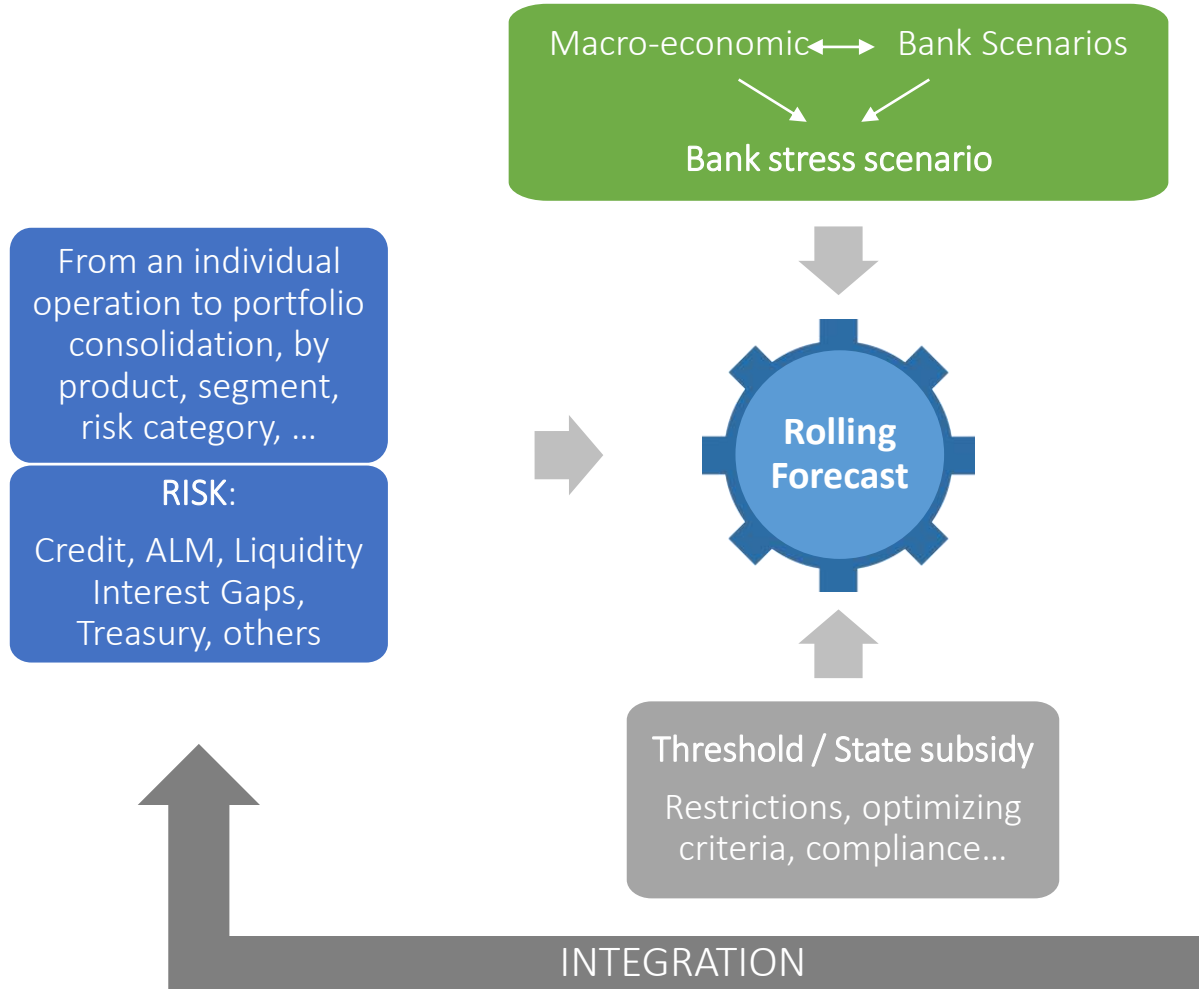 Macro-economic Bank Scenarios
Bank stress scenario
From an individual
operation to portfolio
consolidation, by
product, segment,
risk category, ...
RISK:
Credit, ALM, Liquidity
Interest Gaps,
Treasury, others
Rolling
Forecast
Threshold / State subsidy
Restrictions, optimizing
criteria, compliance...
INTEGRATION